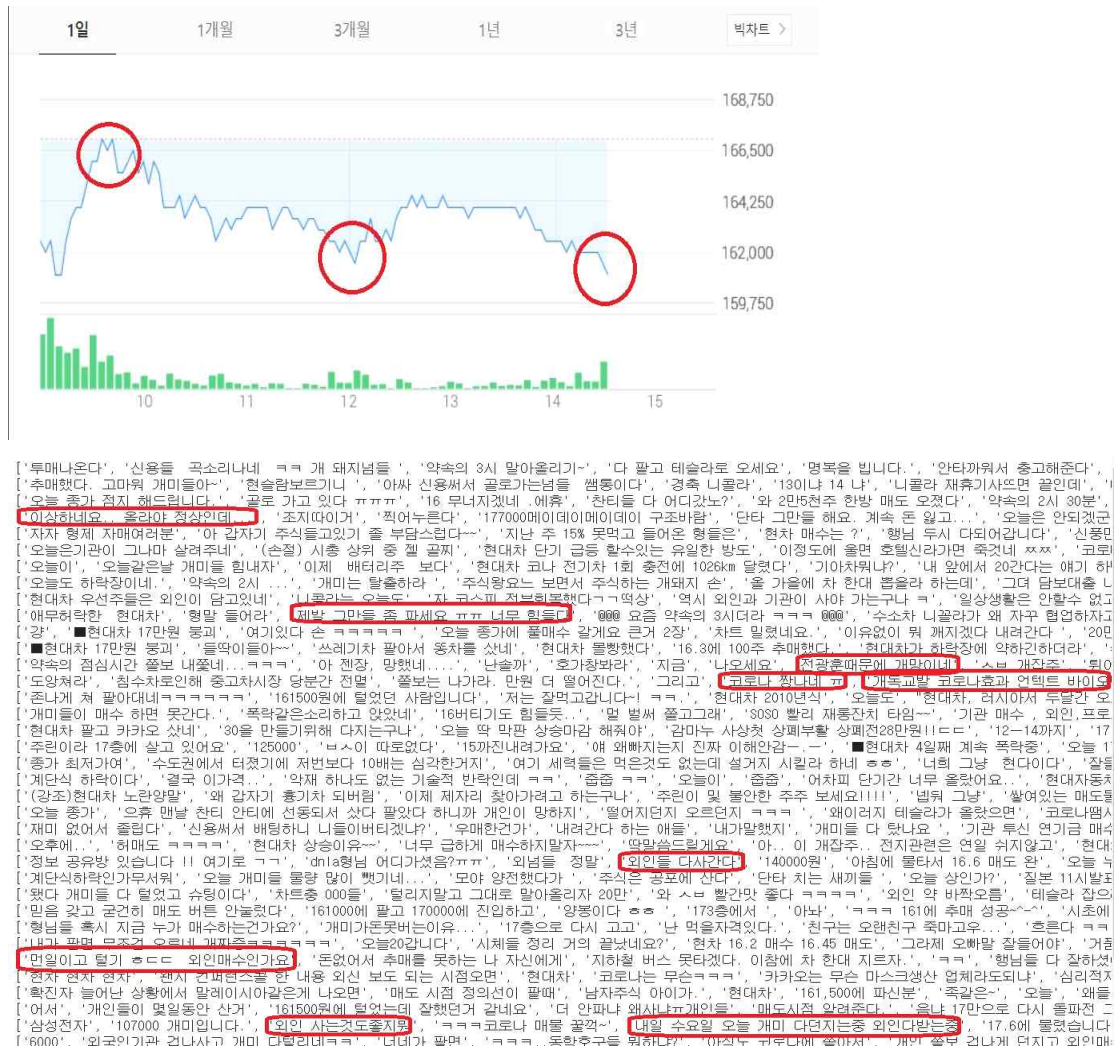 1일 1개월 3개월 1년 3년 빅차트 >
168,750
166,500
164,250
162,000
159,750
10 11 12 13 14 15
['투매나온다', '신용들 곡소리나네 ㅋㅋ 개 돼지넘들 ', '약속의 3시 말아올리기~', '다 팔고 테슬라로 오세요', '명복을 빕니다.', '안타까워서 충고해준다',
['추매했다. 고마워 개미들아~', '현슬람보르기니 ', '아싸 신용써서 골로가는넘들 쌤통이다', '경축 니콜라', '130이냐 14 냐', '니콜라 재휴기사뜨면 끝인데', '
['오늘 종가 점지 해드립니다.', '골로 가고 있다 ㅠㅠㅠ', '16 무너지겠네 .에휴', '찬티들 다 어디갔노?', '와 2만5천주 한방 매도 오졌다', '약속의 2시 30분',
['이상하네요.. 올라야 정상인데...', '조지따이거', '찍어누른다', '177000메이데이메이데이 구조바람', '단타 그만들 해요. 계속 돈 잃고...', '오늘은 안되겠군
['자자 형제 자매여러분', '아 갑자기 주식들고있기 좀 부담스럽다~~', '지난 주 15% 못먹고 들어온 형들은', '현차 매수는 ?', '행님 두시 다되어갑니다', '신풍민
['오늘은기관이 그나마 살려주네', '(손절) 시총 상위 중 젤 골찌', '현대차 단기 급등 할수있는 유일한 방도', '이정도에 울면 호텔신라가면 죽것네 ㅉㅉ', '코로
['오늘이', '오늘같은날 개미들 힘내자', '이제 배터리주 보다', '현대차 코나 전기차 1회 충전에 1026km 달렸다', '기아차뭐냐?', '내 앞에서 20간다는 얘기 하
['오늘도 하락장이네.', '약속의 2시 ...', '개미는 탈출하라 ', '주식왕요느 보면서 주식하는 개돼지 손', '올 가을에 차 한대 뽑을라 하는데', '그뎌 담보대출 나
['현대차 우선주들은 외인이 담고있네', '니콜라는 오늘도', '자 코스피 전부회복했다ㄱㄱ떡상', '역시 외인과 기관이 사야 가는구나 ㅋ', '일상생활은 안할수 없고
['애무허락한 현대차', '형말 들어라', '제발 그만들 좀 파세요 ㅠㅠ 너무 힘들다', '@@@ 요즘 약속의 3시더라 ㅋㅋㅋ @@@', '수소차 니꼴라가 왜 자꾸 협업하자고
['걍', '■현대차 17만원 붕괴', '여기있다 손 ㅋㅋㅋㅋㅋ', '오늘 종가에 풀매수 갈게요 큰거 2장', '차트 밀렸네요.', '이유없이 뭐 깨지겠다 내려간다 ', '20만
['■현대차 17만원 붕괴', '들딱이들아~~', '쓰레기차 팔아서 똥차를 샀네', '현대차 몰빵했다', '16.3에 100주 추매했다.', '현대차가 하락장에 약하긴하더라',
['약속의 점심시간 쫄보 내쫓네...ㅋㅋㅋ', '아 젠장, 망했네....', '난쏠까', '호가창봐라', '지금 나오세요', '전광훈때문에 개망이네', 'ㅅㅂ 개잡주', '튀어
['도망쳐라', '침수차로인해 중고차시장 당분간 전멸', '쫄보는 나가라. 만원 더 떨어진다.', '그리고', '코로나 짱나네 ㅠ', '개독교발 코로나효과 언텍트 바이오
['존나게 쳐 팔아대네ㅋㅋㅋㅋㅋㅋ', '161500원에 털었던 사람입니다', '저는 잘먹고갑니다~! ㅋㅋ.', '현대차 2010년식', '오늘도', '현대차, 러시아서 두달간 오
['개미들이 매수 하면 못간다.', '폭락같은소리하고 앉았네', '16버티기도 힘들듯..', '멀 벌써 쫄고그래', 'SOSO 빨리 재롱잔치 타임~~', '기관 매수 , 외인,프로
['현대차 팔고 카카오 샀네', '30을 만들기위해 다지는구나', '오늘 딱 막판 상승마감 해줘야', '감마누 사상첫 상폐부활 상폐전28만원!!ㄷㄷ', '12-14까지', '17
['주린이라 17층에 살고 있어요', '125000', 'ㅂㅅ이 따로없다', '15까진내려가요', '얘 왜빠지는지 진짜 이해안감ㅡ.ㅡ', '■현대차 4일째 계속 폭락중', '오늘 1
['종가 최저가여', '수도권에서 터졌기에 저번보다 10배는 심각한거지', '여기 세력들은 먹은것도 없는데 설거지 시킬라 하네 ㅎㅎ', '너희 그냥 현다이다', '잘들
['계단식 하락이다', '결국 이가격..', '악재 하나도 없는 기술적 반락인데 ㅋㅋ', '줍줍 ㅋㅋ', '오늘이', '줍줍', '어차피 단기간 너무 올랐어요..', '현대자동차
['(강조)현대차 노란양말', '왜 갑자기 흉기차 되버림', '이제 제자리 찾아가려고 하는구나', '주린이 및 불안한 주주 보세요!!!!', '넵둬 그냥', '쌓여있는 매도물
['오늘 종가', '으휴 맨날 찬티 안티에 선동되서 샀다 팔았다 하니까 개인이 망하지', '떨어지던지 오르던지 ㅋㅋㅋ ', '왜이러지 테슬라가 올랐으면', '코로나땜시
['재미 없어서 졸립다', '신용써서 배팅하니 니들이버티겠냐?', '우매한건가', '내려간다 하는 애들', '내가말했지', '개미들 다 탔나요 ', '기관 투신 연기금 매수
['오후에..', '허매도 ㅋㅋㅋㅋ', '현대차 상승이유~~', '너무 급하게 매수하지말자~~~', '딱말씀드릴게요', '아.. 이 개잡주.. 전지관련은 연일 쉬지않고', '현대
['정보 공유방 있습니다 !! 여기로 ㄱㄱ', 'dnla형님 어디가셨음?ㅠㅠ', '외넘들 정말', '외인들 다사간다', '140000원', '아침에 물타서 16.6 매도 완', '오늘
['계단식하락인가무서워', '오늘 개미들 물량 많이 뺏기네...', '모야 양전했다가 ', '주식은 공포에 산다', '단타 치는 새끼들 ', '오늘 상인가?', '질본 11시발표
['됐다 개미들 다 털었고 슈팅이다', '차트충 000들', '털리지말고 그대로 말아올리자 20만', '와 ㅅㅂ 빨간맛 좋다 ㅋㅋㅋㅋ', '외인 약 바짝오름', '테슬라 잡으
['믿음 갖고 굳건히 매도 버튼 안눌렀다', '161000에 팔고 170000에 진입하고', '양봉이다 ㅎㅎ ', '173층에서 ', '아놔', 'ㅋㅋㅋ 161에 추매 성공~^~^', '시초에
['형님들 혹시 지금 누가 매수하는건가요?', '개미가돈못버는이유...', '17층으로 다시 고고', '난 먹을자격있다.', '친구는 오랜친구 죽마고우...', '흐른다 ㅋㅋ
['내가 팔면 무조건 오르네 개짜증ㅋㅋㅋㅋㅋㅋ', '오늘20갑니다', '시체들 정리 거의 끝났네요?', '현차 16.2 매수 16.45 매도', '그라제 오빠말 잘들어야', '거품
['먼일이고 털기 ㅎㄷㄷ 외인매수인가요', '돈없어서 추매를 못하는 나 자신에게', '지하철 버스 못타겠다. 이참에 차 한대 지르자.', 'ㅋㅋ', '행님들 다 잘하셨
['현차 현차 현차', '왠지 컨퍼런스콜 한 내용 외신 보도 되는 시점오면', '현대차', '코로나는 무슨ㅋㅋㅋ', '카카오는 무슨 마스크생산 업체라도되냐', '심리적지
['확진자 늘어난 상황에서 말레이시아같은게 나오면', '매도 시점 정의선이 팔때', '남자주식 아이가.', '현대차', '161,500에 파신분', '족같은~', '오늘', '왜들
['어서', '개인들이 몇일동안 산거', '161500원에 털었는데 잘했던거 같네요', '더 안파냐 왜사냐ㅠ개인들', '매도시점 알려준다.', '음냐 17만으로 다시 돌파전 그
['삼성전자', '107000 개미입니다.', '외인 사는것도좋지뭐', 'ㅋㅋㅋ코로나 매물 꿀꺽~', '내일 수요일 오늘 개미 다던지는중 외인다받는중', '17.6에 물렸습니다
['6000', '외국인기관 겁나사고 개미 다털리네ㅋㅋ', '너네가 팔면', 'ㅋㅋㅋ..동학호구들 뭐하냐?'